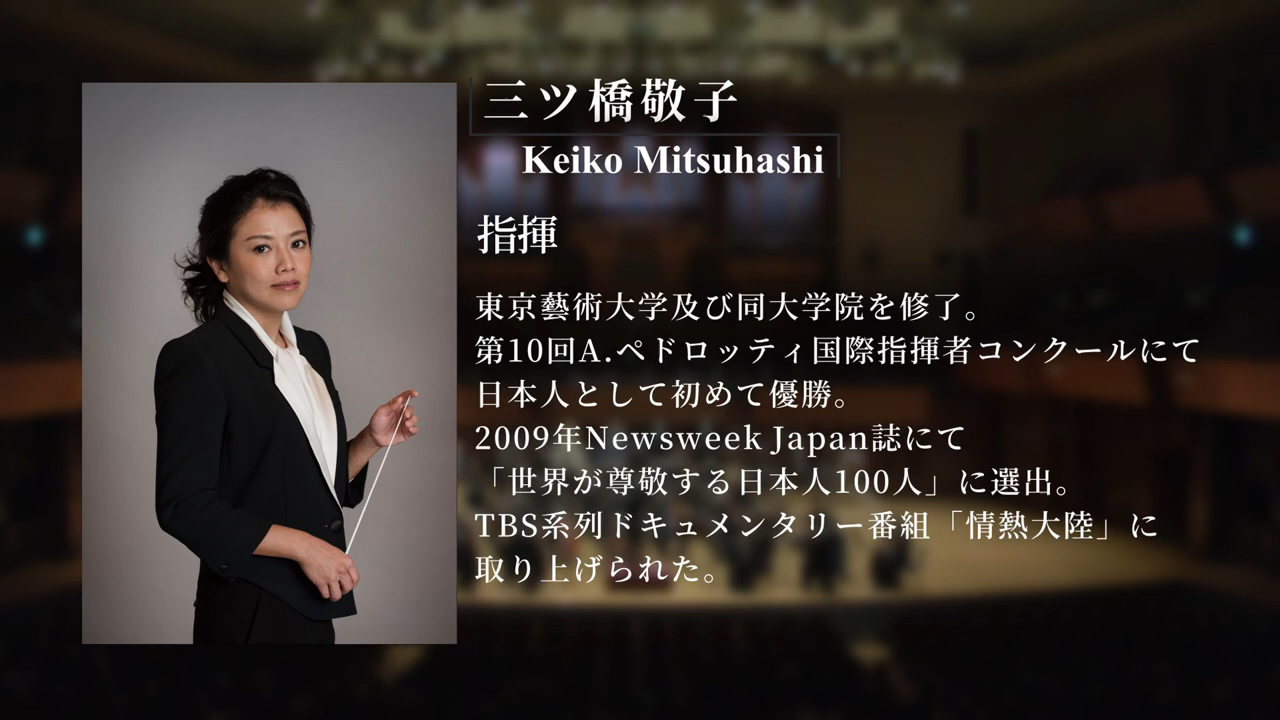 三ツ橋敬子
Keiko Mitsuhashi
指揮
東京藝術大学及び同大学院を修了。
第10回A.ペドロッティ国際指揮者コンクールにて
日本人として初めて優勝。
2009年Newsweek Japan誌にて
「世界が尊敬する日本人100人」に選出。
TBS系列ドキュメンタリー番組「情熱大陸」に
取り上げられた。